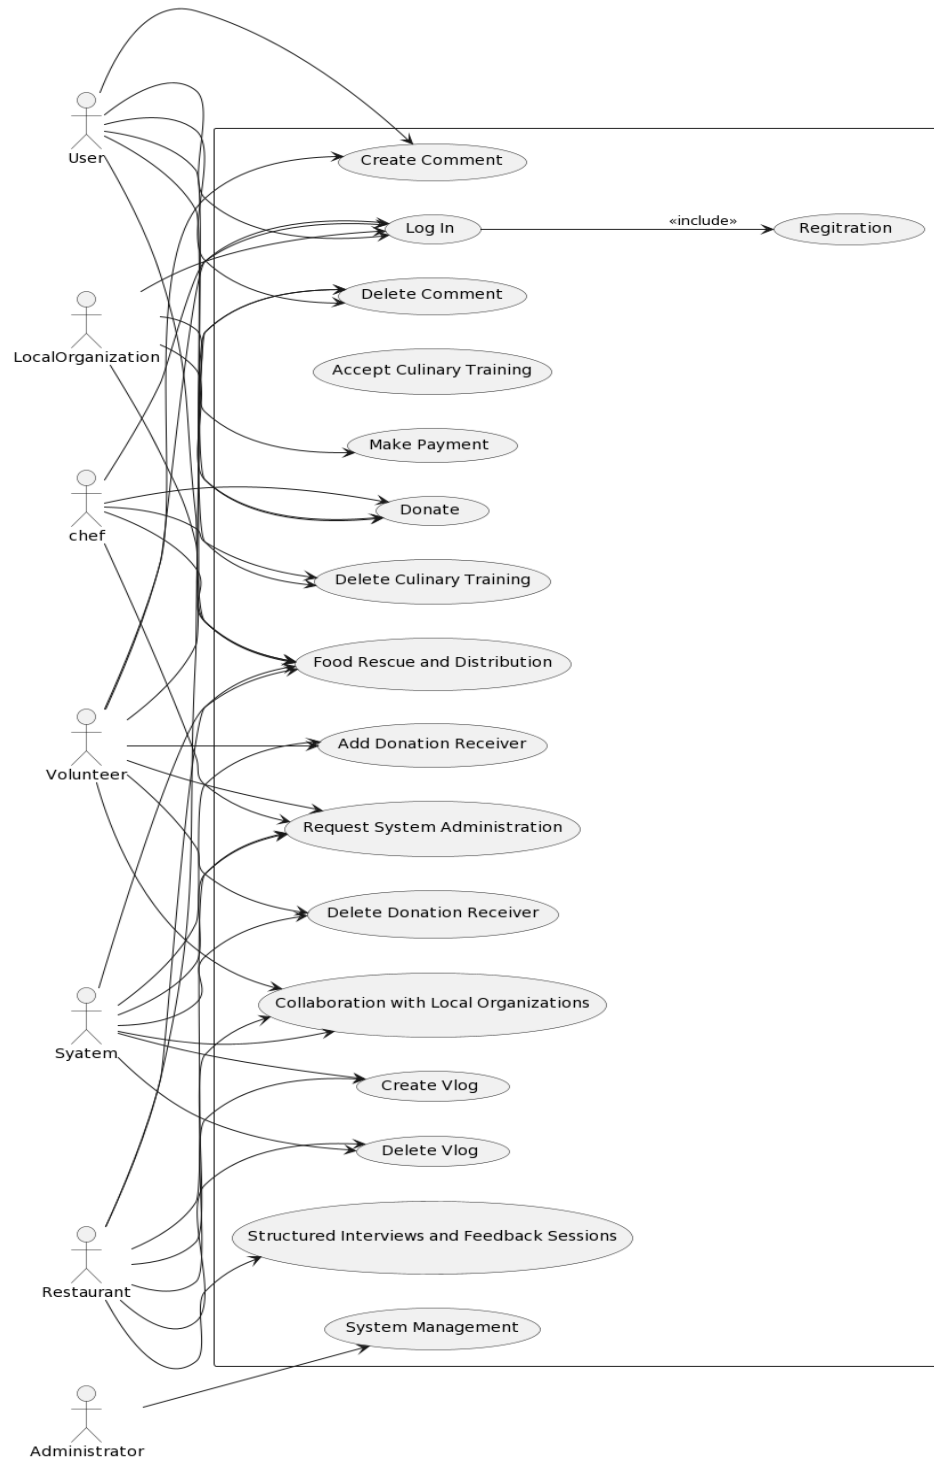 User
Create Comment
Log In
«include»
Regitration
Delete Comment
LocalOrganization
Accept Culinary Training
Make Payment
Donate
chef
Delete Culinary Training
Food Rescue and Distribution
Add Donation Receiver
Volunteer
Request System Administration
Delete Donation Receiver
Collaboration with Local Organizations
Syatem
Create Vlog
Delete Vlog
Structured Interviews and Feedback Sessions
Restaurant
System Management
Administrator